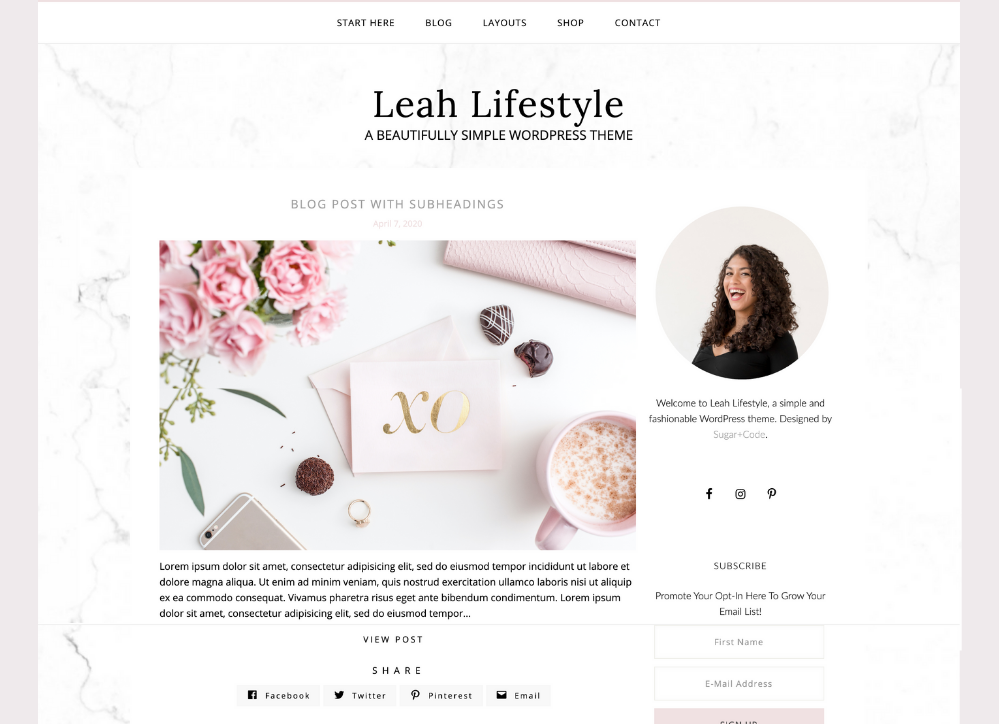 START HERE BLOG LAYOUTS SHOP CONTACT
Leah Lifestyle
A BEAUTIFULLY SIMPLE WORDPRESS THEME
BLOG POST WITH SUBHEADINGS
April 7, 2020
xo
Lorem ipsum dolor sit amet, consectetur adipisicing elit, sed do eiusmod tempor incididunt ut labore et
dolore magna aliqua. Ut enim ad minim veniam, quis nostrud exercitation ullamco laboris nisi ut aliquip
ex ea commodo consequat. Vivamus pharetra risus eget ante bibendum condimentum. Lorem ipsum
dolor sit amet, consectetur adipisicing elit, sed do eiusmod tempor...
VIEW POST
SHARE
Facebook Twitter Pinterest Email
Welcome to Leah Lifestyle, a simple and
fashionable WordPress theme. Designed by
Sugar+Code.
SUBSCRIBE
Promote Your Opt-In Here To Grow Your
Email List!
First Name
E-Mail Address
SIGN UP